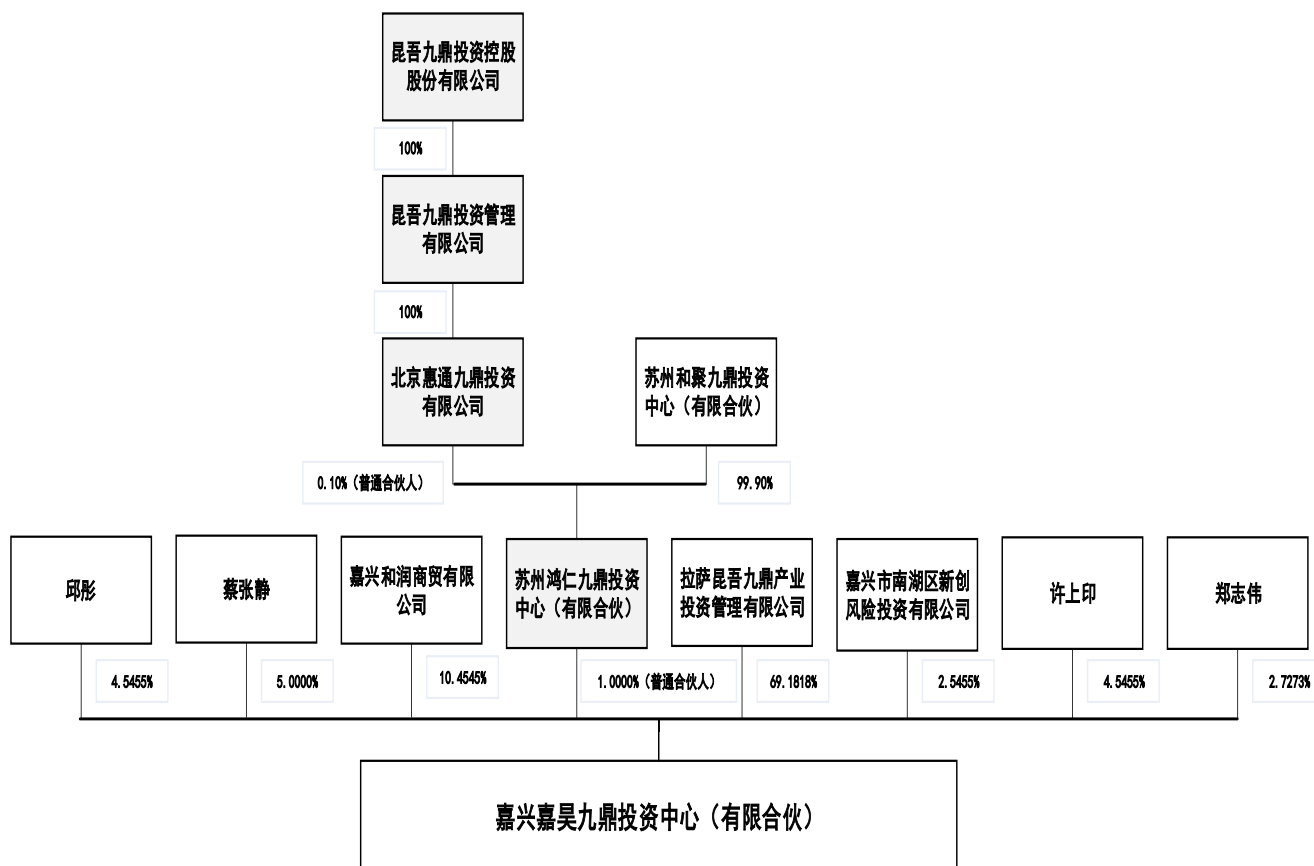 昆吾九鼎投资控股
股份有限公司
100%
昆吾九鼎投资管理
有限公司
100%
北京惠通九鼎投资
有限公司
苏州和聚九鼎投资
中心（有限合伙）
0.10%（普通合伙人）
99.90%
邱彤
蔡张静
嘉兴和润商贸有限
公司
苏州鸿仁九鼎投资
中心（有限合伙）
拉萨昆吾九鼎产业
投资管理有限公司
嘉兴市南湖区新创
风险投资有限公司
许上印
郑志伟
4.5455%
5.0000%
10.4545%
1.0000%（普通合伙人）
69.1818%
2.5455%
4.5455%
2.7273%
嘉兴嘉昊九鼎投资中心（有限合伙）